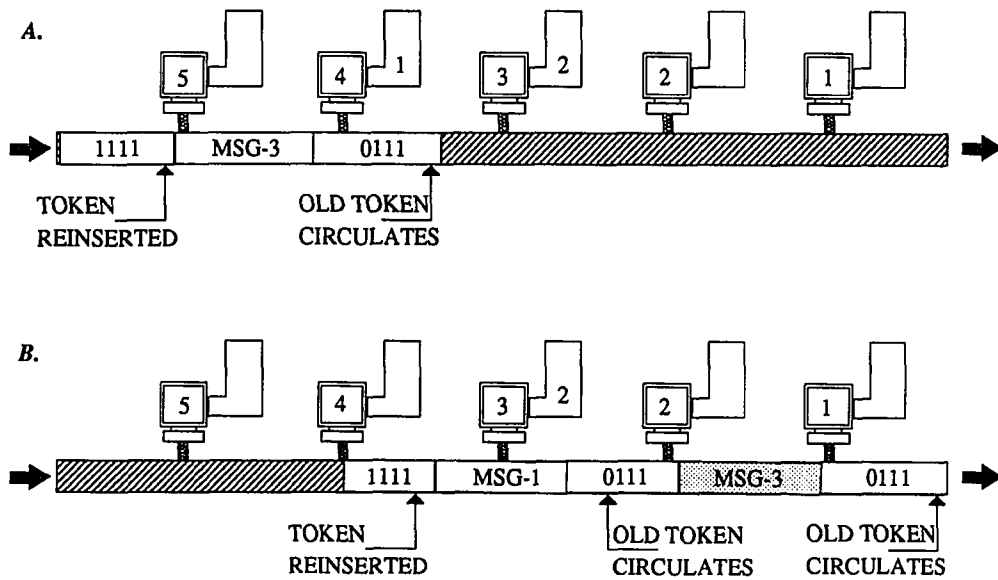 A.
5 4 1 3 2 2 1
1111 MSG-3 0111
TOKEN
REINSERTED
OLD TOKEN
CIRCULATES
B.
5 4 3 2 2 1
1111 MSG-1 0111 MSG-3 0111
TOKEN
REINSERTED
OLD TOKEN
CIRCULATES
OLD TOKEN
CIRCULATES